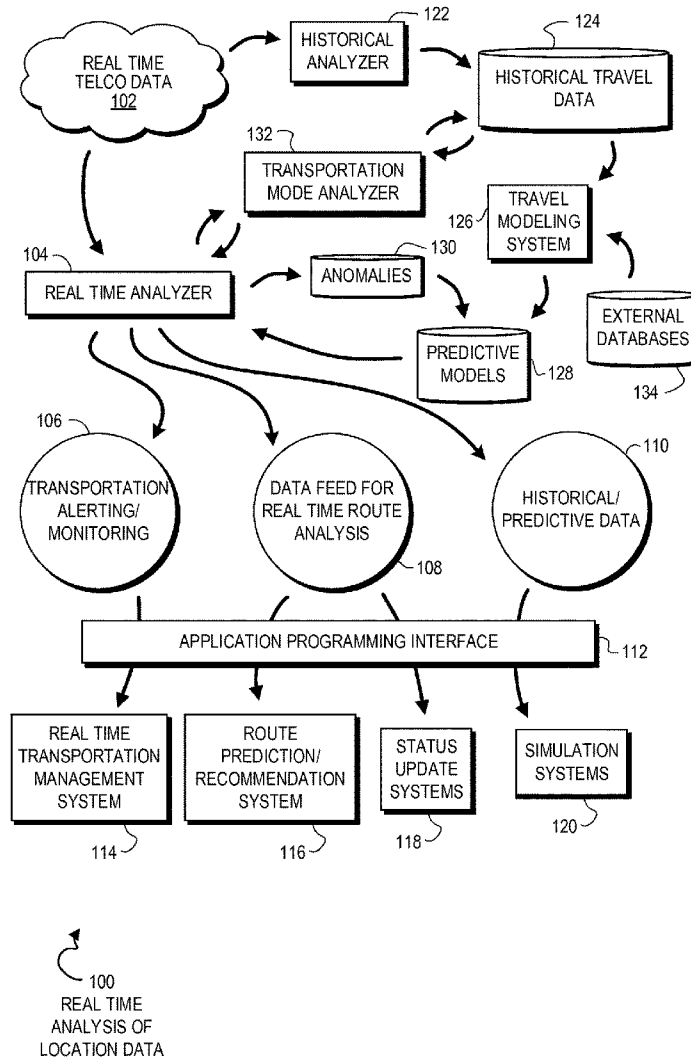 REAL TIME
TELCO DATA
102
122
HISTORICAL
ANALYZER
124
HISTORICAL TRAVEL
DATA
132
TRANSPORTATION
MODE ANALYZER
126
TRAVEL
MODELING
SYSTEM
104
REAL TIME ANALYZER
130
ANOMALIES
PREDICTIVE
MODELS
128
EXTERNAL
DATABASES
134
106
TRANSPORTATION
ALERTING/
MONITORING
DATA FEED FOR
REAL TIME ROUTE
ANALYSIS
108
110
HISTORICAL/
PREDICTIVE DATA
APPLICATION PROGRAMMING INTERFACE
112
REAL TIME
TRANSPORTATION
MANAGEMENT
SYSTEM
114
ROUTE
PREDICTION/
RECOMMENDATION
SYSTEM
116
STATUS
UPDATE
SYSTEMS
118
SIMULATION
SYSTEMS
120
100
REAL TIME
ANALYSIS OF
LOCATION DATA